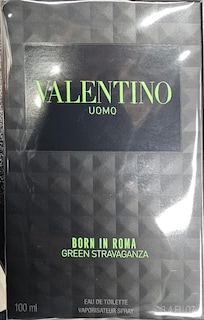 VALENTINO
UOMO
BORN IN ROMA
GREEN STRAVAGANZA
EAU DE TOILETTE
100 ml VAPORISATEUR SPRAY